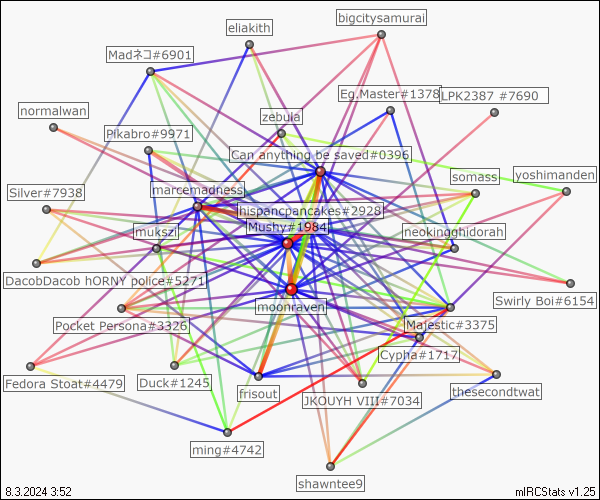 bigcitysamurai
eliakith
Madネコ#6901
Eg.Master#1378
LPK2387 #7690
normalwan
zebula
Pikabro#9971
Can anything be saved#0396
somass
yoshimanden
Silver#7938
marcemadness
hispancpancakes#2928
Mushy#1984
mukszi
neokingghidorah
DacobDacob hORNY police#5271
Swirly Boi#6154
moonraven
Pocket Persona#3326
Majestic#3375
Cypha#1717
Fedora Stoat#4479
Duck#1245
frisout
JKOUYH VIII#7034
thesecondtwat
ming#4742
shawntee9
8.3.2024 3:52
mIRCStats v1.25